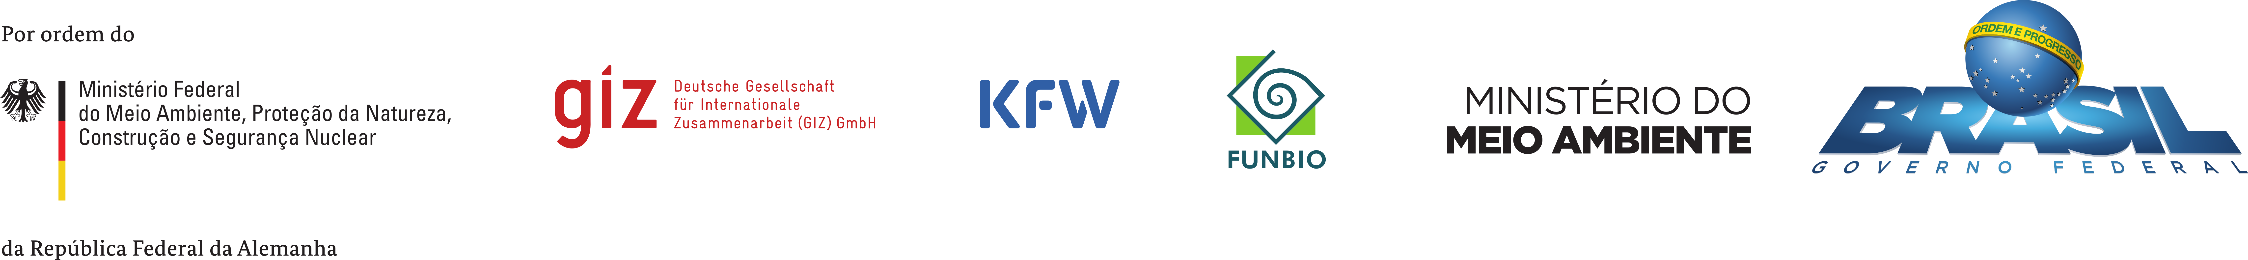 Por ordem do
Ministério Federal
do Meio Ambiente, Proteção da Natureza,
Construção e Segurança Nuclear
da República Federal da Alemanha
giz
Deutsche Gesellschaft
für Internationale
Zusammenarbeit (GIZ) GmbH
KFW
FUNBIO
MINISTÉRIO DO
MEIO AMBIENTE
ORDEM E PROGRESSO
BRASIL
GOVERNO FEDERAL